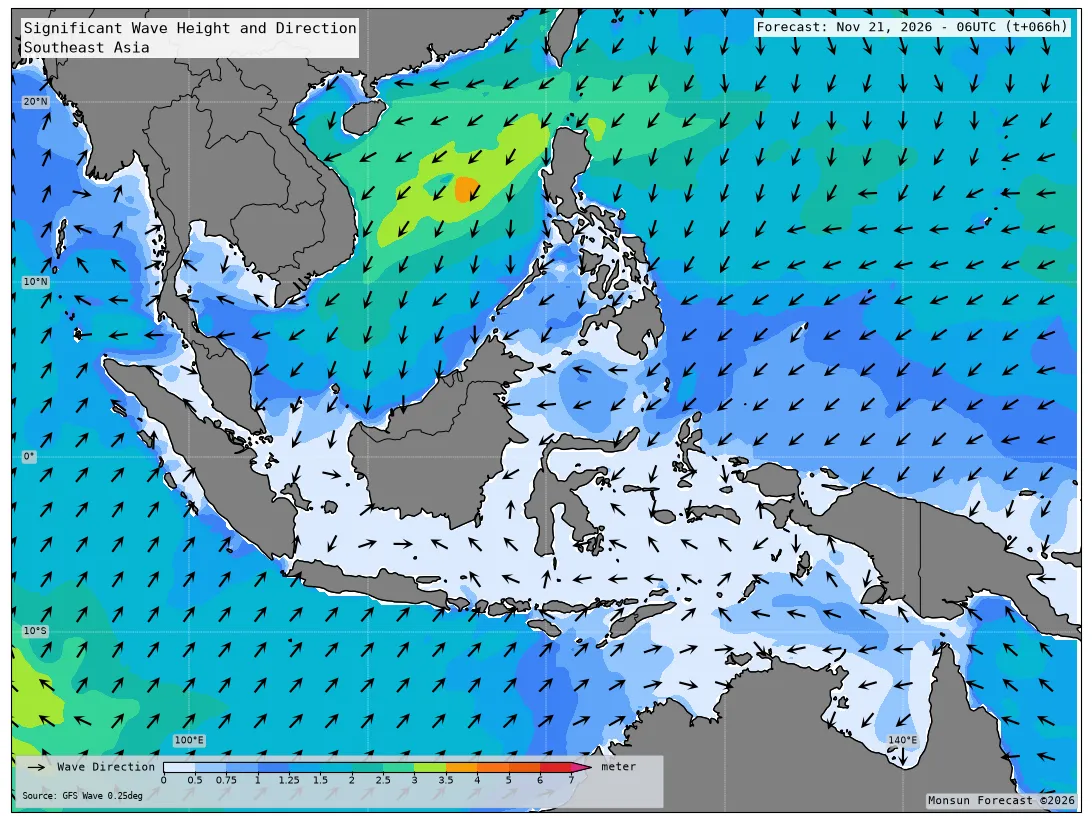 Significant Wave Height and Direction
Southeast Asia
Forecast: Nov 21, 2026 - 06UTC (t+066h)
20°N
10°N
0°
10°S
100°E
140°E
Wave Direction
0 0.5 0.75 1 1.25 1.5 2 2.5 3 3.5 4 5 6 7
meter
Source: GFS Wave 0.25deg
Monsun Forecast ©2026